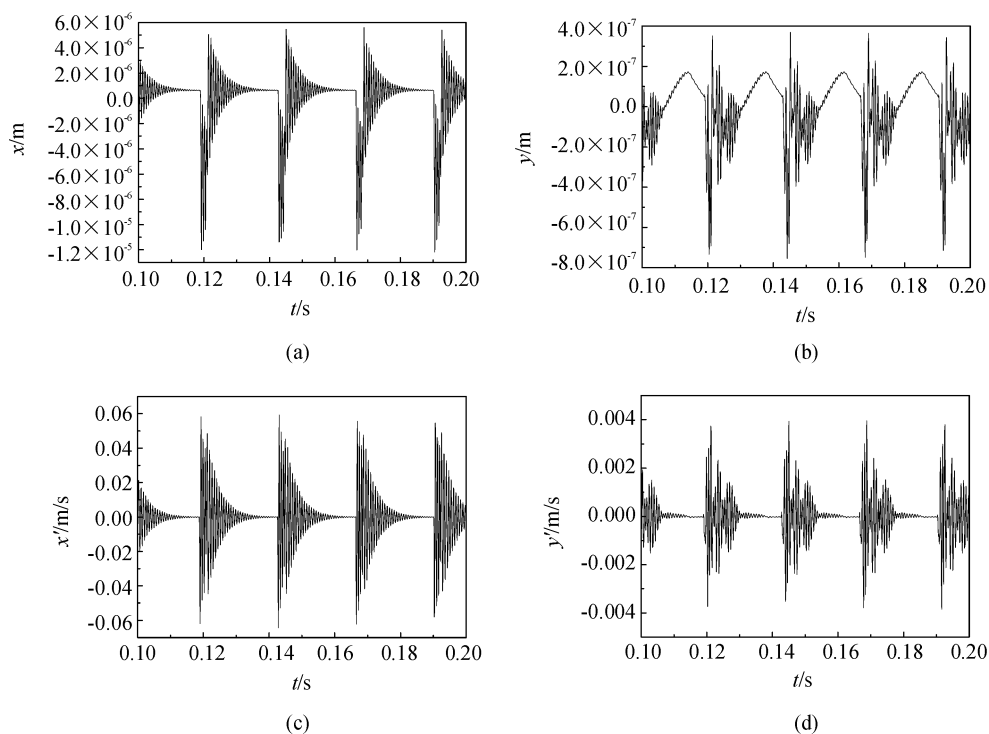 6.0×10⁻⁶
4.0×10⁻⁶
2.0×10⁻⁶
0.0
-2.0×10⁻⁶
-4.0×10⁻⁶
-6.0×10⁻⁶
-8.0×10⁻⁶
-1.0×10⁻⁵
-1.2×10⁻⁵
x/m
0.10 0.12 0.14 0.16 0.18 0.20
t/s
(a)
4.0×10⁻⁷
2.0×10⁻⁷
0.0
-2.0×10⁻⁷
-4.0×10⁻⁷
-6.0×10⁻⁷
-8.0×10⁻⁷
y/m
0.10 0.12 0.14 0.16 0.18 0.20
t/s
(b)
0.06
0.04
0.02
0.00
-0.02
-0.04
-0.06
x′/m/s
0.10 0.12 0.14 0.16 0.18 0.20
t/s
(c)
0.004
0.002
0.000
-0.002
-0.004
y′/m/s
0.10 0.12 0.14 0.16 0.18 0.20
t/s
(d)